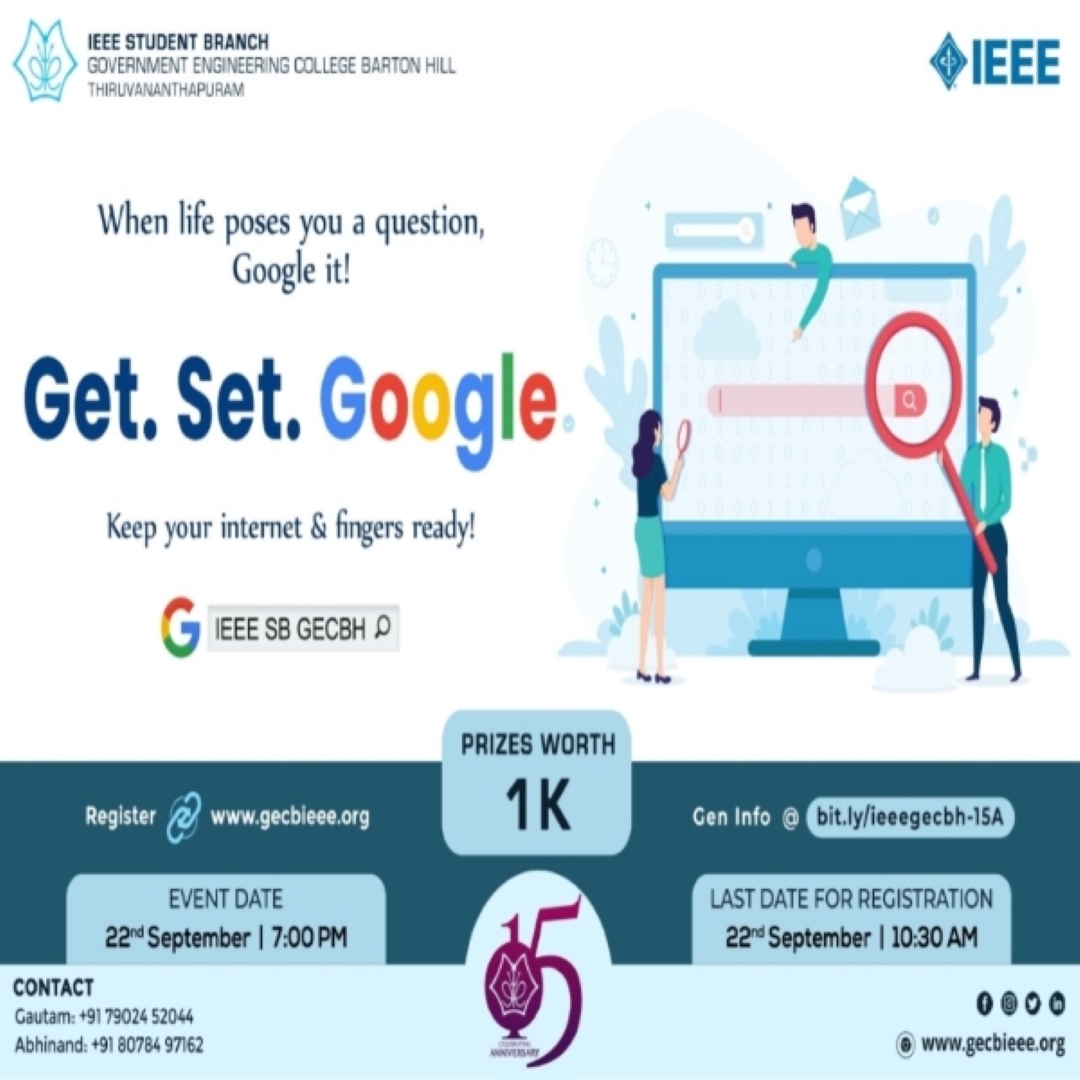 IEEE STUDENT BRANCH
GOVERNMENT ENGINEERING COLLEGE BARTON HILL
THIRUVANANTHAPURAM
IEEE
When life poses you a question,
Google it!
Get. Set. Google
Keep your internet & fingers ready!
G IEEE SB GECBH
PRIZES WORTH
1K
Register www.gecbieee.org
Gen Info @ bit.ly/ieeegecbh-15A
EVENT DATE
22nd September | 7:00 PM
LAST DATE FOR REGISTRATION
22nd September | 10:30 AM
15
CELEBRATING
ANNIVERSARY
CONTACT
Gautam: +91 79024 52044
Abhinand: +91 80784 97162
www.gecbieee.org